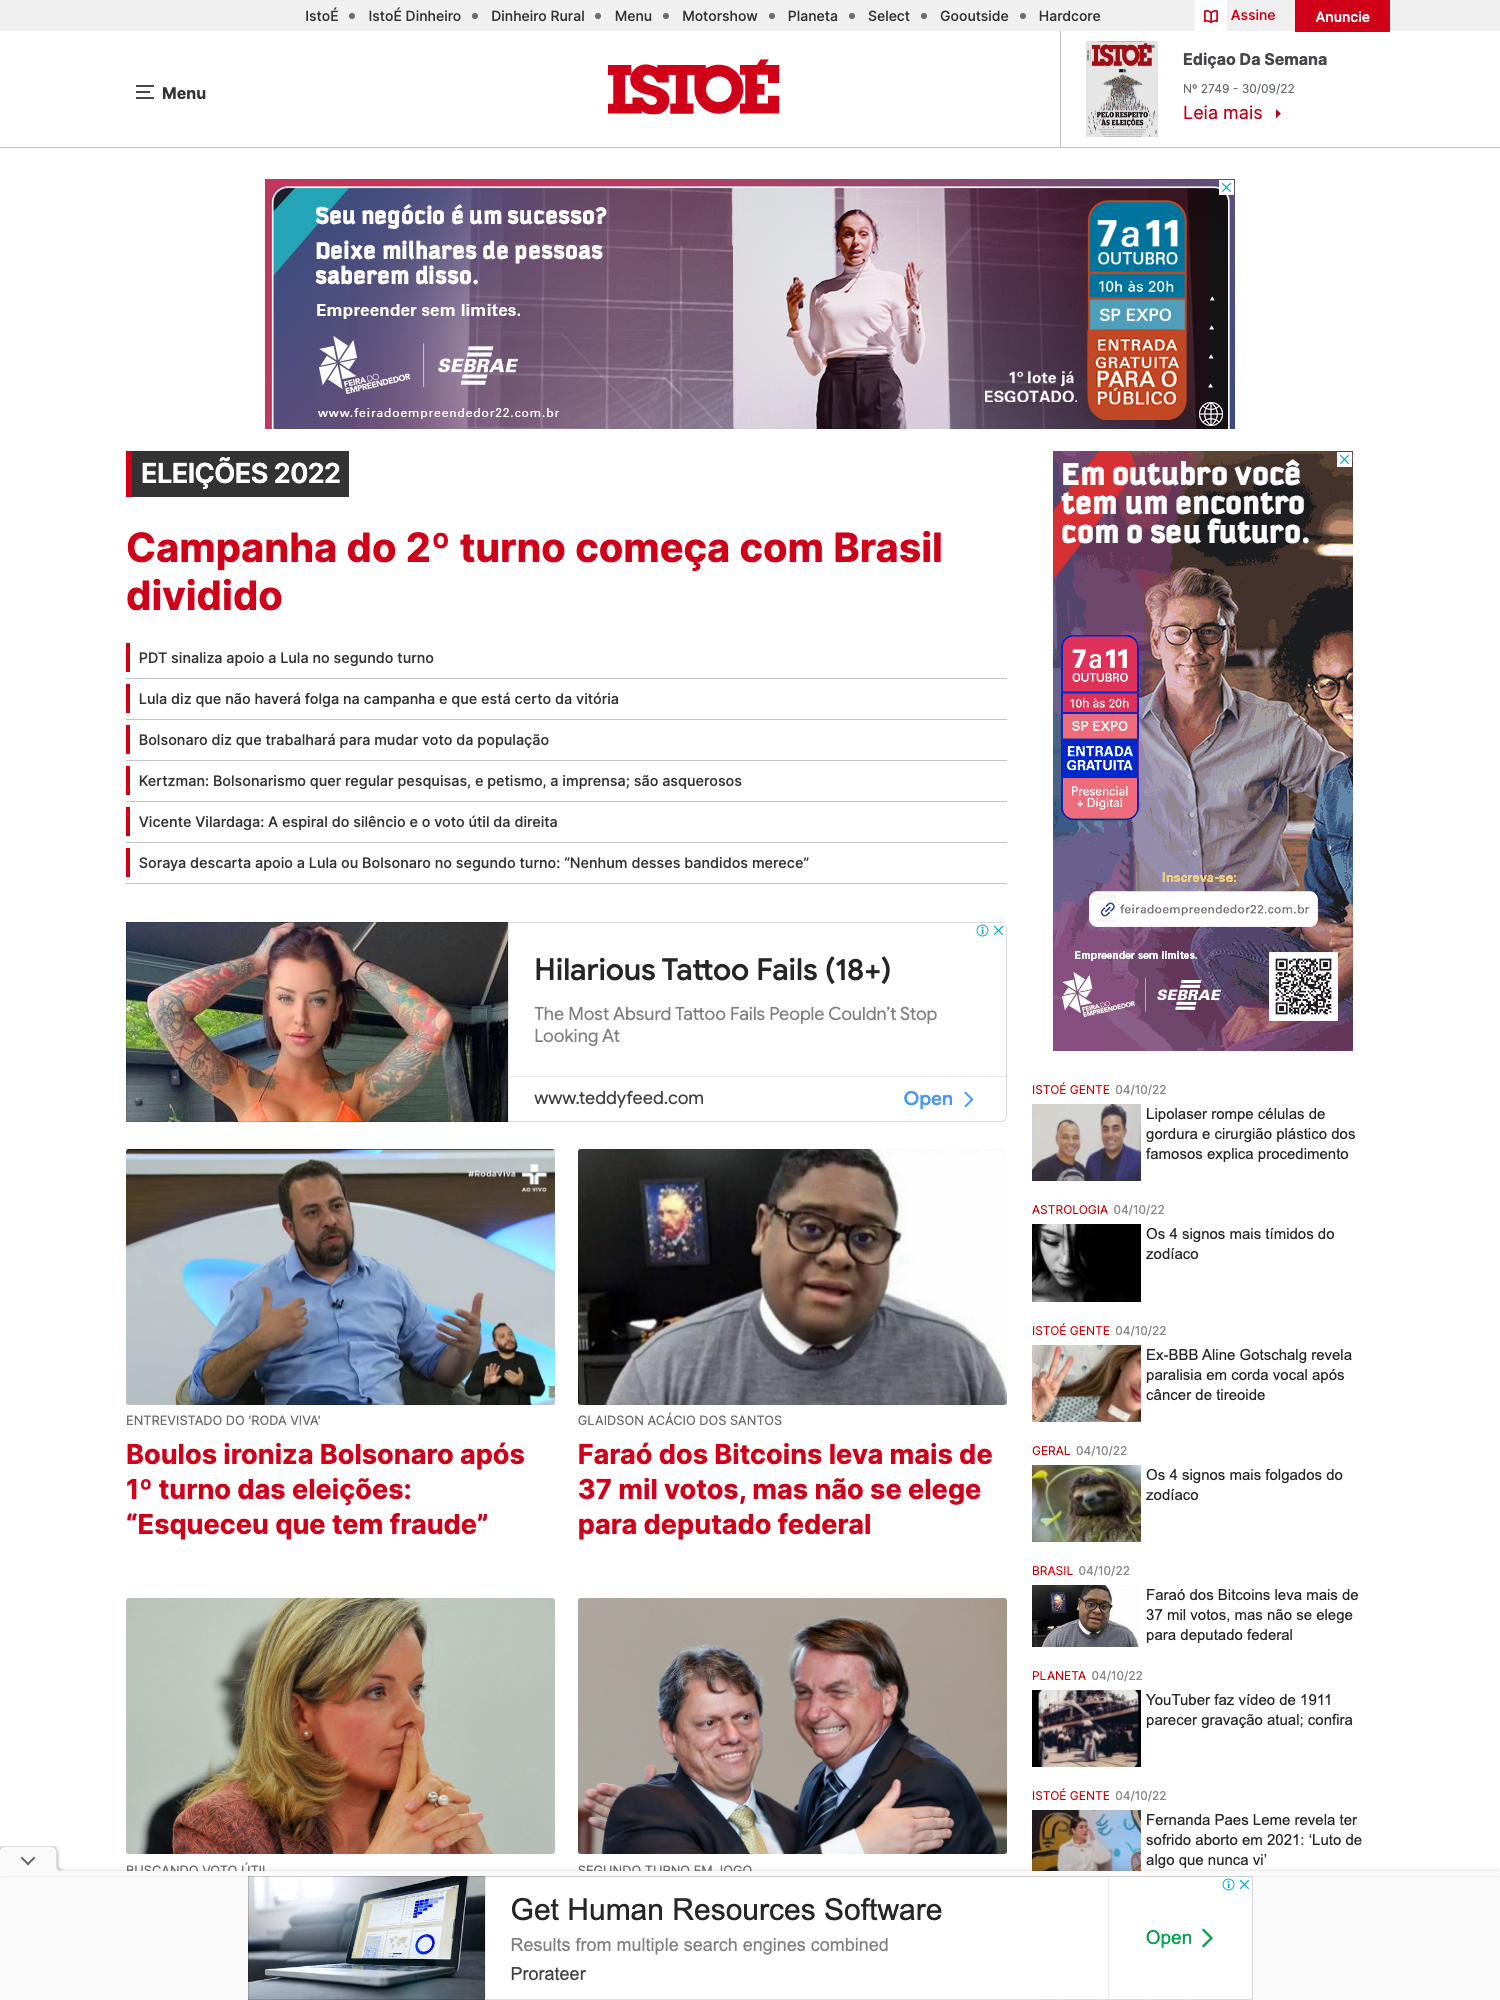 IstoÉ • IstoÉ Dinheiro • Dinheiro Rural • Menu • Motorshow • Planeta • Select • Gooutside • Hardcore
Assine
Anuncie
Menu
ISTOÉ
ISTOÉ
PELO RESPEITO
ÀS ELEIÇÕES
Ediçao Da Semana
Nº 2749 - 30/09/22
Leia mais
Seu negócio é um sucesso?
Deixe milhares de pessoas
saberem disso.
Empreender sem limites.
FEIRA DO
EMPREENDEDOR
SEBRAE
www.feiradoempreendedor22.com.br
1º lote já
ESGOTADO.
7 a 11
OUTUBRO
10h às 20h
SP EXPO
ENTRADA
GRATUITA
PARA O
PÚBLICO
ELEIÇÕES 2022
Campanha do 2º turno começa com Brasil
dividido
PDT sinaliza apoio a Lula no segundo turno
Lula diz que não haverá folga na campanha e que está certo da vitória
Bolsonaro diz que trabalhará para mudar voto da população
Kertzman: Bolsonarismo quer regular pesquisas, e petismo, a imprensa; são asquerosos
Vicente Vilardaga: A espiral do silêncio e o voto útil da direita
Soraya descarta apoio a Lula ou Bolsonaro no segundo turno: “Nenhum desses bandidos merece”
Em outubro você
tem um encontro
com o seu futuro.
7 a 11
OUTUBRO
10h às 20h
SP EXPO
ENTRADA
GRATUITA
Presencial
+ Digital
Inscreva-se:
feiradoempreendedor22.com.br
Empreender sem limites.
FEIRA DO
EMPREENDEDOR
SEBRAE
Hilarious Tattoo Fails (18+)
The Most Absurd Tattoo Fails People Couldn't Stop
Looking At
www.teddyfeed.com
Open
#RodaViva
AO VIVO
ENTREVISTADO DO 'RODA VIVA'
Boulos ironiza Bolsonaro após
1º turno das eleições:
“Esqueceu que tem fraude”
GLAIDSON ACÁCIO DOS SANTOS
Faraó dos Bitcoins leva mais de
37 mil votos, mas não se elege
para deputado federal
BUSCANDO VOTO ÚTIL
SEGUNDO TURNO EM JOGO
ISTOÉ GENTE 04/10/22
Lipolaser rompe células de
gordura e cirurgião plástico dos
famosos explica procedimento
ASTROLOGIA 04/10/22
Os 4 signos mais tímidos do
zodíaco
ISTOÉ GENTE 04/10/22
Ex-BBB Aline Gotschalg revela
paralisia em corda vocal após
câncer de tireoide
GERAL 04/10/22
Os 4 signos mais folgados do
zodíaco
BRASIL 04/10/22
Faraó dos Bitcoins leva mais de
37 mil votos, mas não se elege
para deputado federal
PLANETA 04/10/22
YouTuber faz vídeo de 1911
parecer gravação atual; confira
ISTOÉ GENTE 04/10/22
Fernanda Paes Leme revela ter
sofrido aborto em 2021: ‘Luto de
algo que nunca vi’
Get Human Resources Software
Results from multiple search engines combined
Prorateer
Open